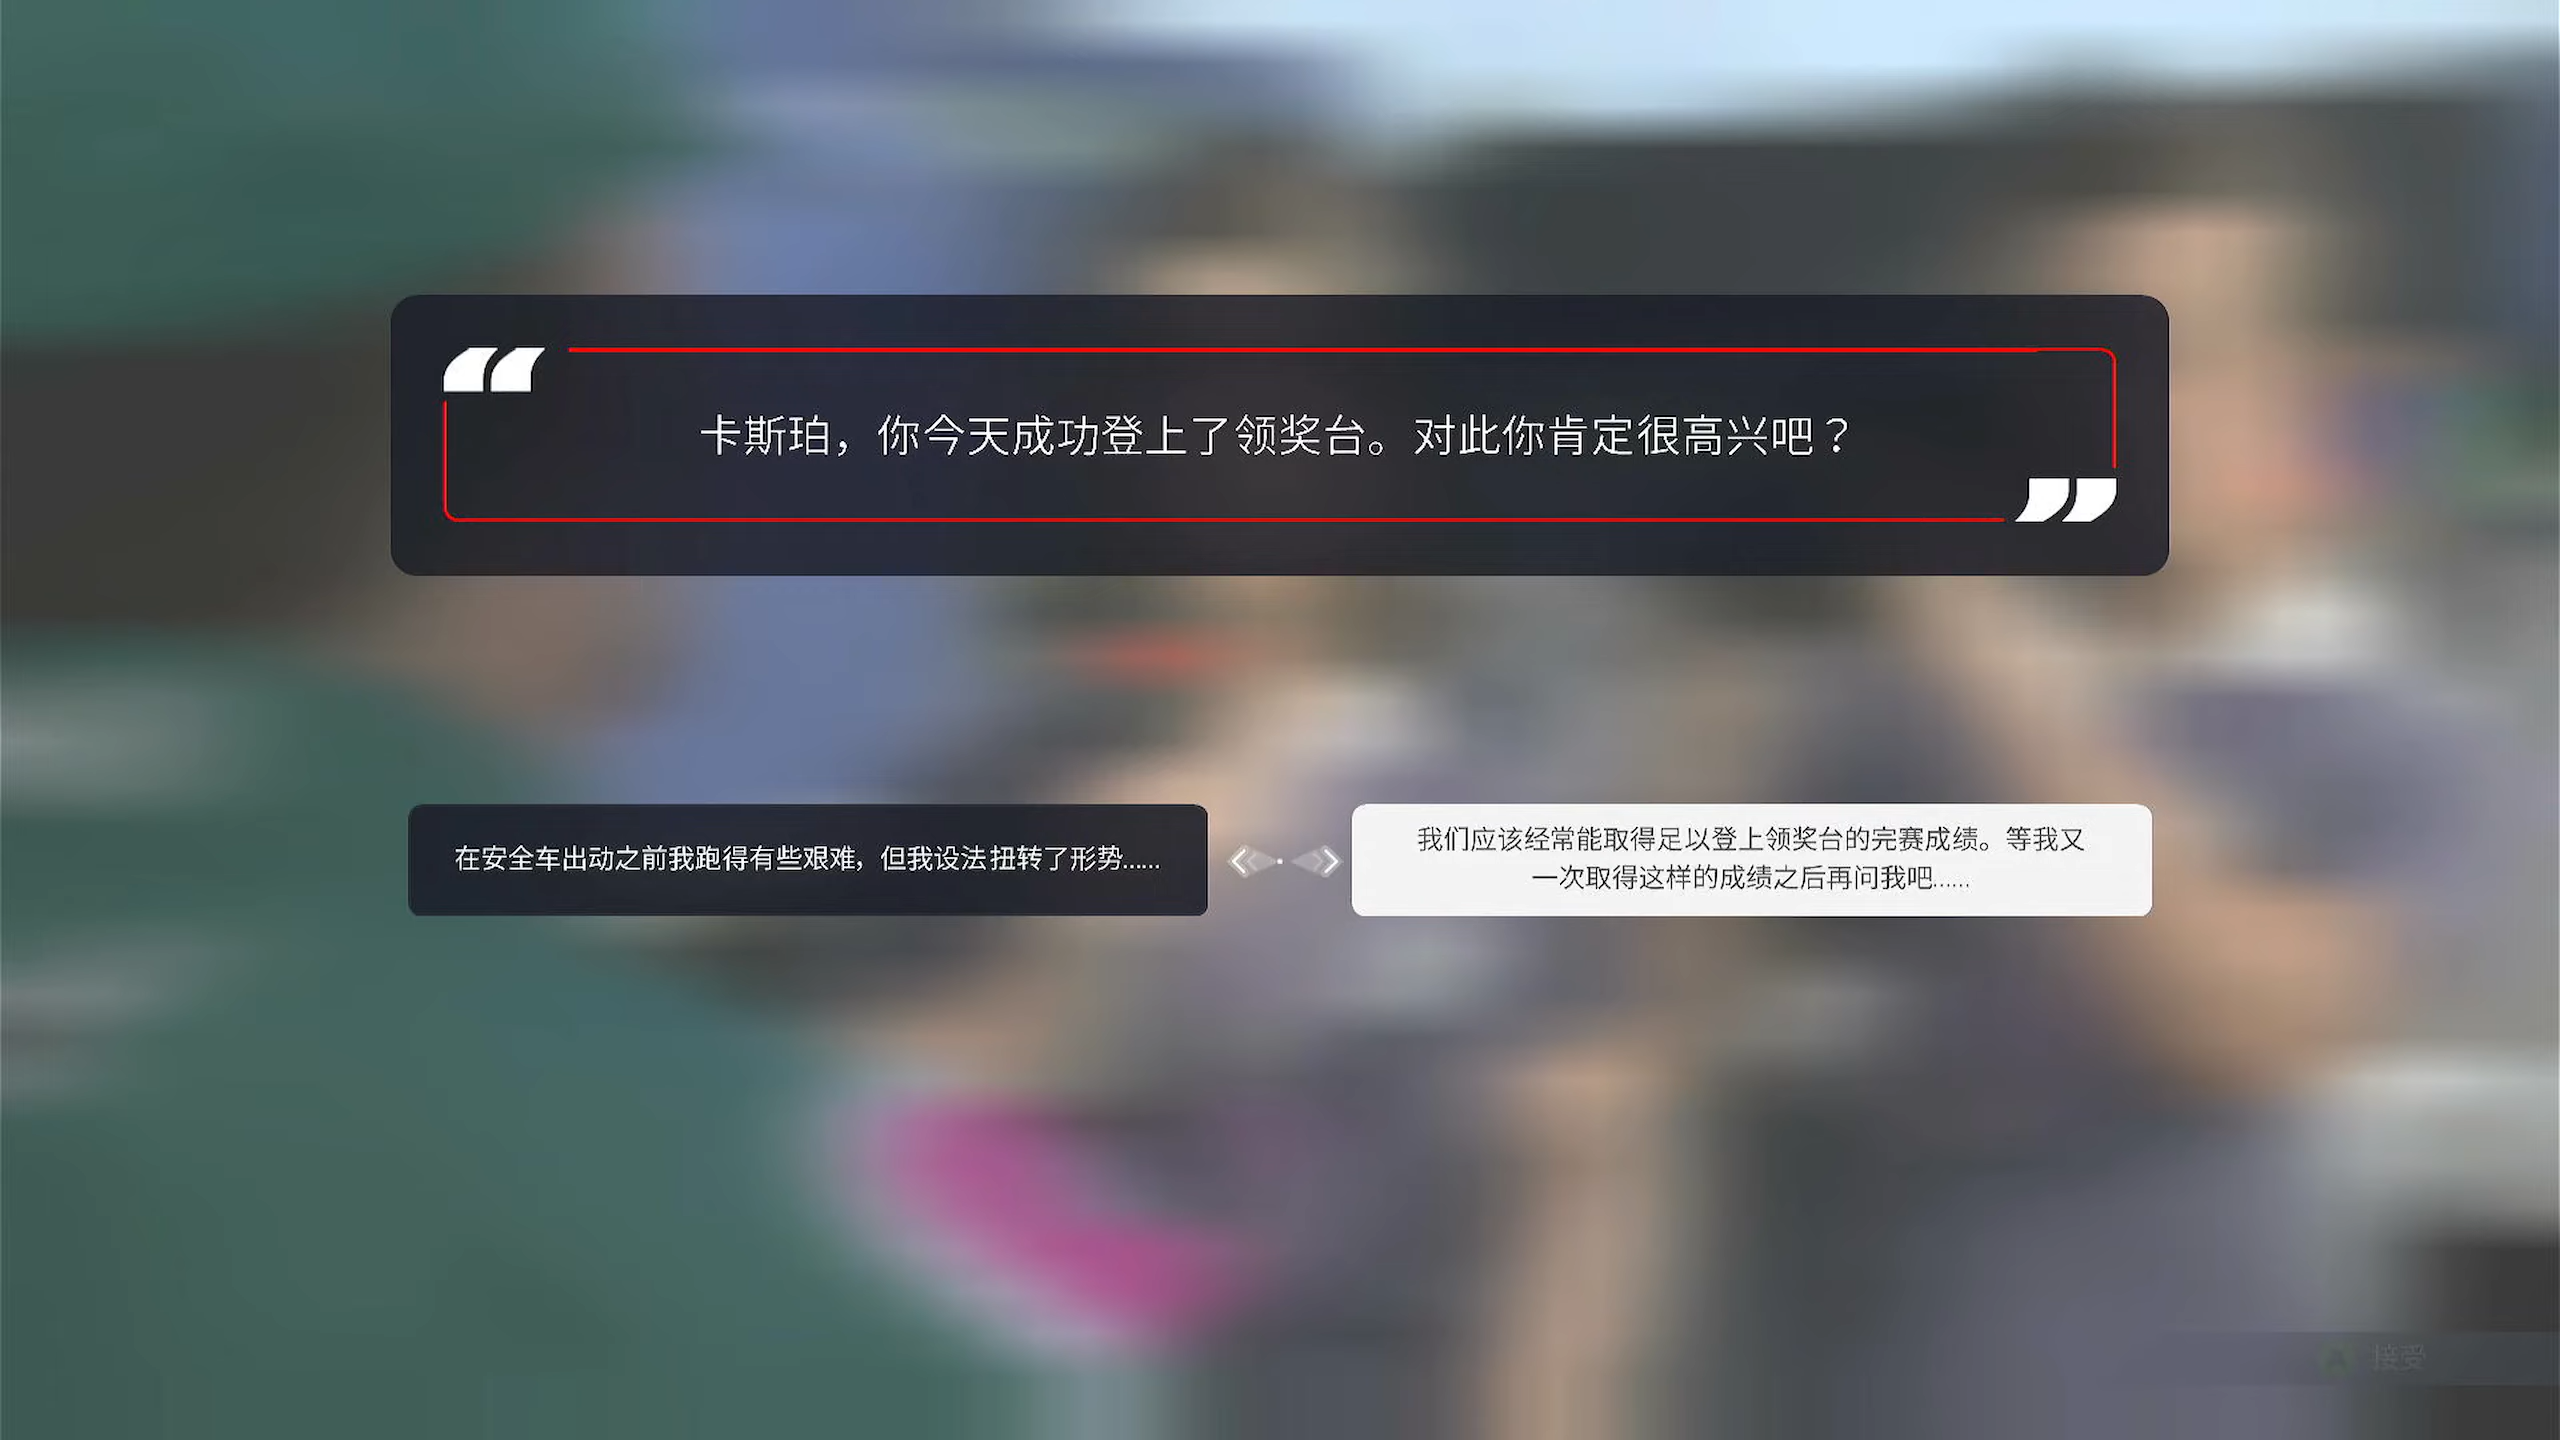 卡斯珀，你今天成功登上了领奖台。对此你肯定很高兴吧？
在安全车出动之前我跑得有些艰难，但我设法扭转了形势……
我们应该经常能取得足以登上领奖台的完赛成绩。等我又
一次取得这样的成绩之后再问我吧……
A 接受